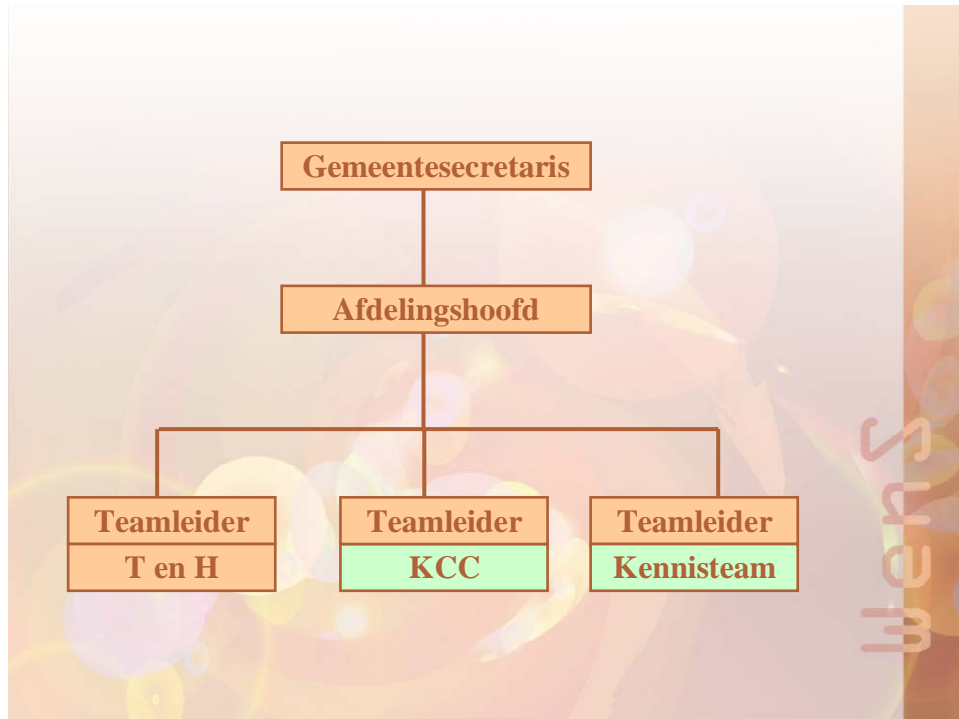 Gemeentesecretaris
Afdelingshoofd
Teamleider
T en H
Teamleider
KCC
Teamleider
Kennisteam
Wens